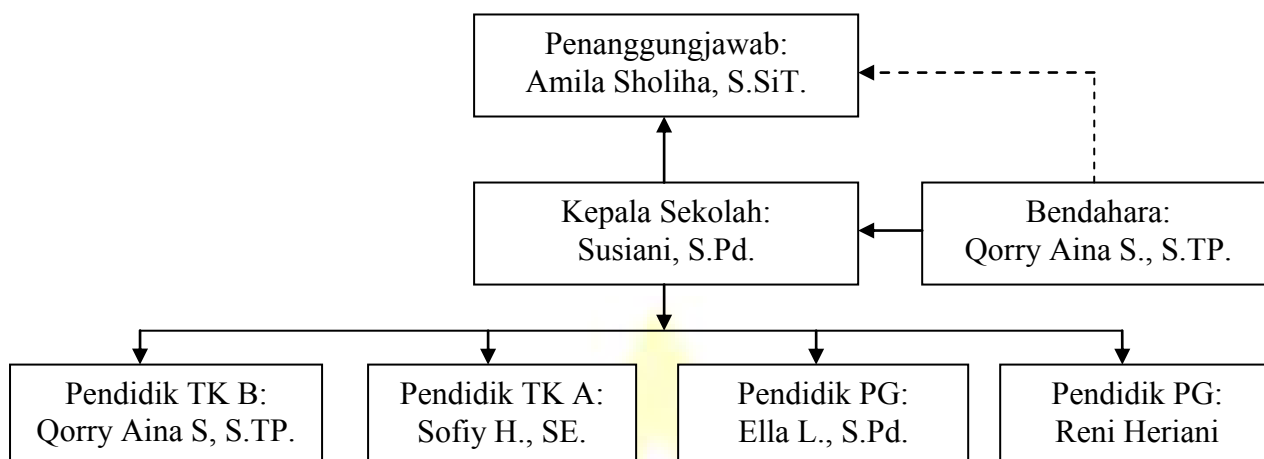 Penanggungjawab:
Amila Sholiha, S.SiT.
Kepala Sekolah:
Susiani, S.Pd.
Bendahara:
Qorry Aina S., S.TP.
Pendidik TK B:
Qorry Aina S, S.TP.
Pendidik TK A:
Sofiy H., SE.
Pendidik PG:
Ella L., S.Pd.
Pendidik PG:
Reni Heriani